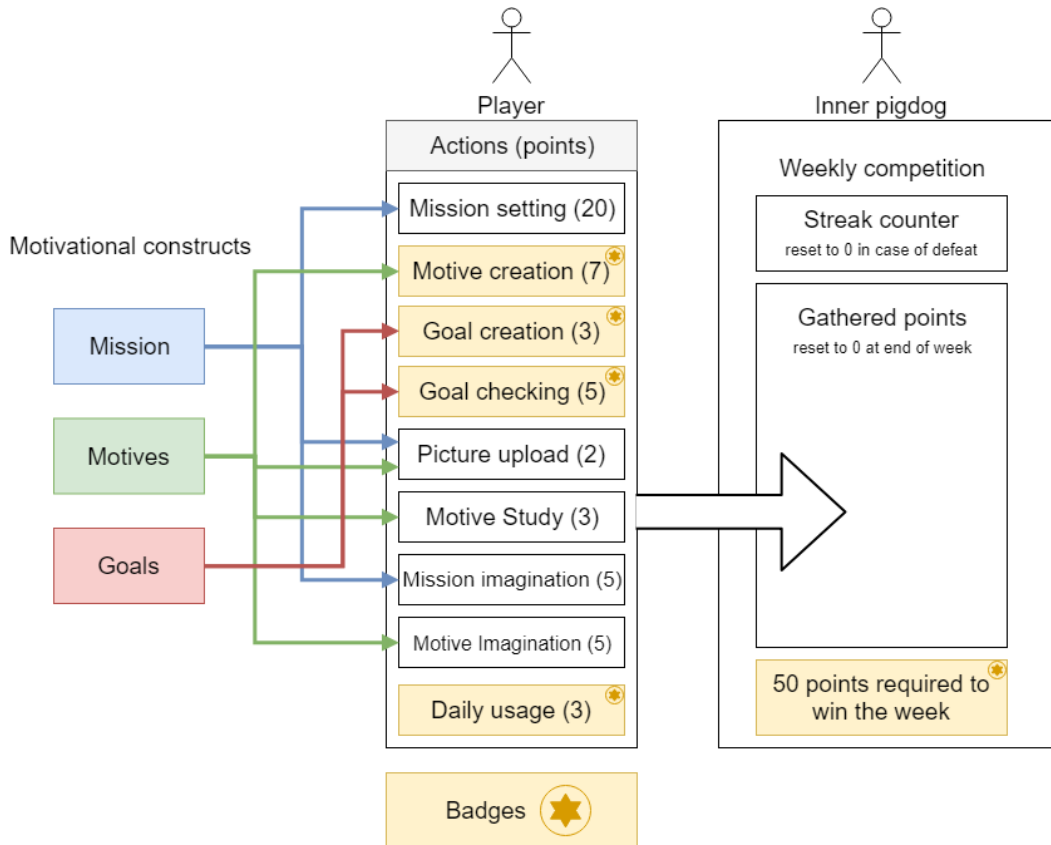 Player
Inner pigdog
Actions (points)
Weekly competition
Mission setting (20)
Streak counter
reset to 0 in case of defeat
Motivational constructs
Motive creation (7)
Goal creation (3)
Gathered points
reset to 0 at end of week
Mission
Goal checking (5)
Motives
Picture upload (2)
Motive Study (3)
Goals
Mission imagination (5)
Motive Imagination (5)
Daily usage (3)
50 points required to
win the week
Badges